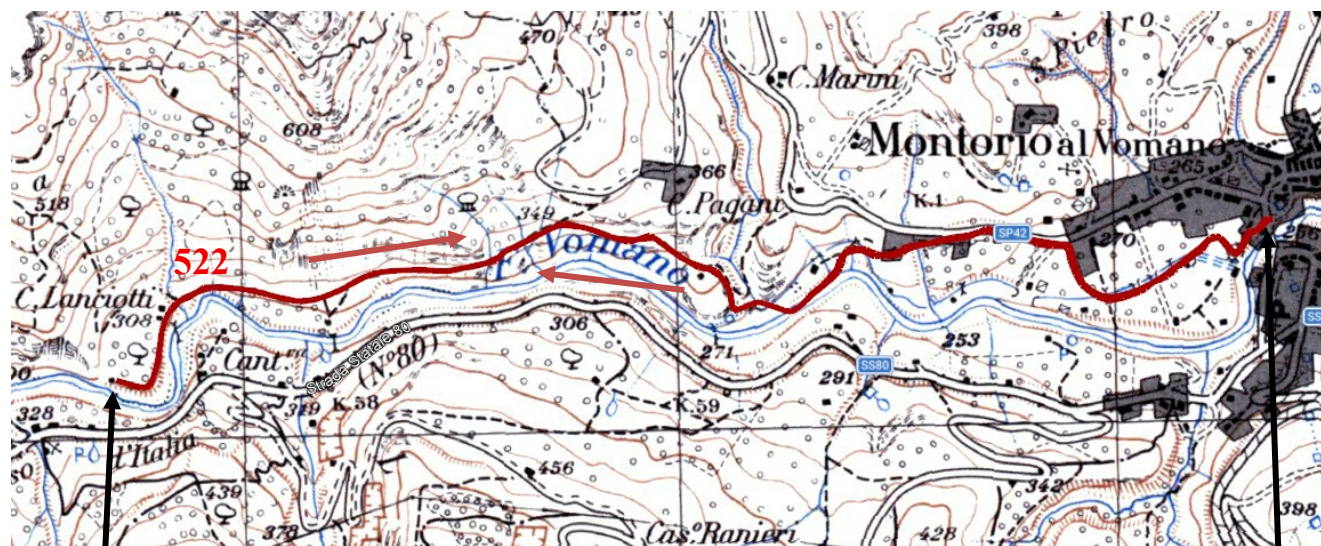 470
398
S. Pietro
C. Marini
608
Montorio al Vomano
265
366
C. Pagani
K.1
518
a
349
SP42
270
256
F. Vomano
522
C. Lanciotti
308
306
Strada Statale 80
(N.º 80)
Cant.ra
271
253
SS80
291
SS
328
319
K.58
K.59
d'Italia
456
439
342
378
Cas.º Ranieri
428
398